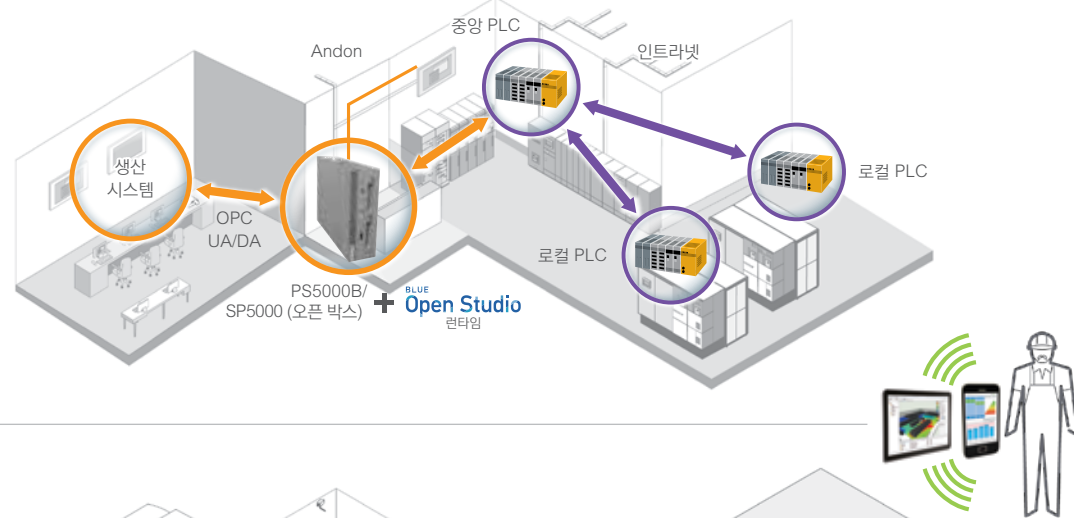 중앙 PLC
Andon
인트라넷
생산
시스템
로컬 PLC
OPC
UA/DA
로컬 PLC
PS5000B/
SP5000 (오픈 박스)
BLUE
Open Studio
런타임